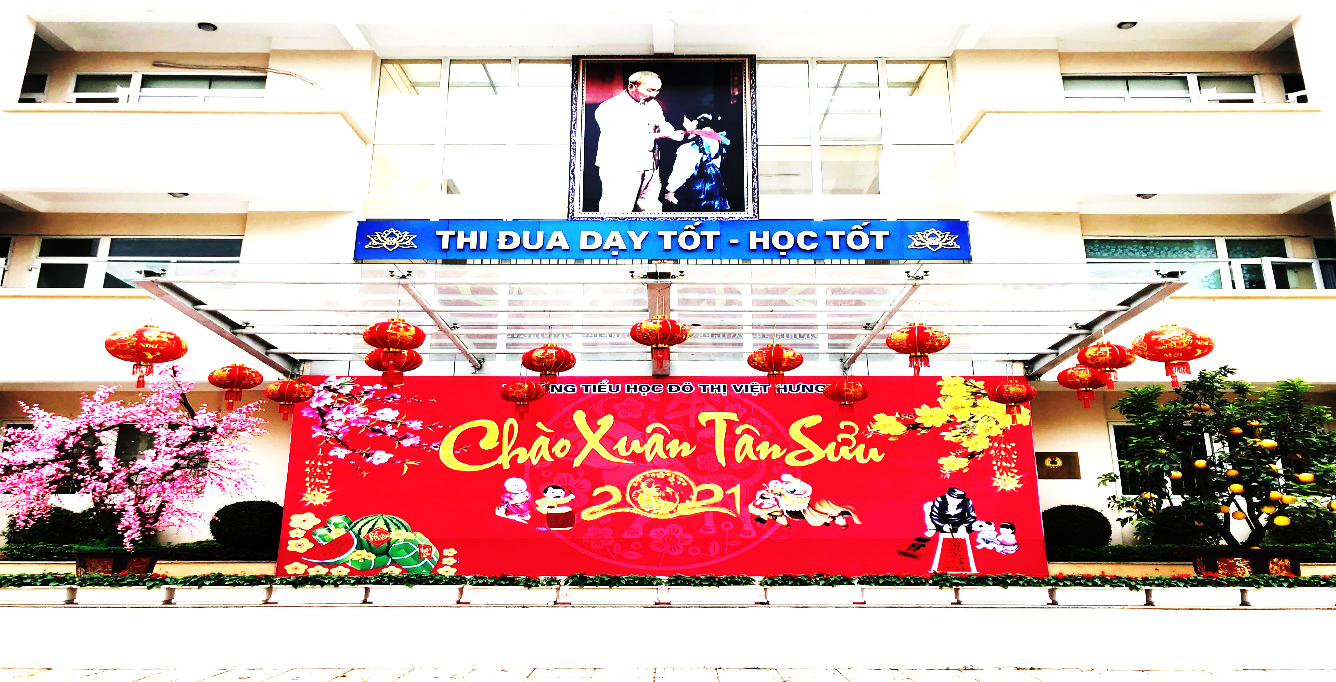 THI ĐUA DẠY TỐT - HỌC TỐT
TIỂU HỌC ĐÔ THỊ VIỆT HƯNG
Chào Xuân Tân Sửu
2021